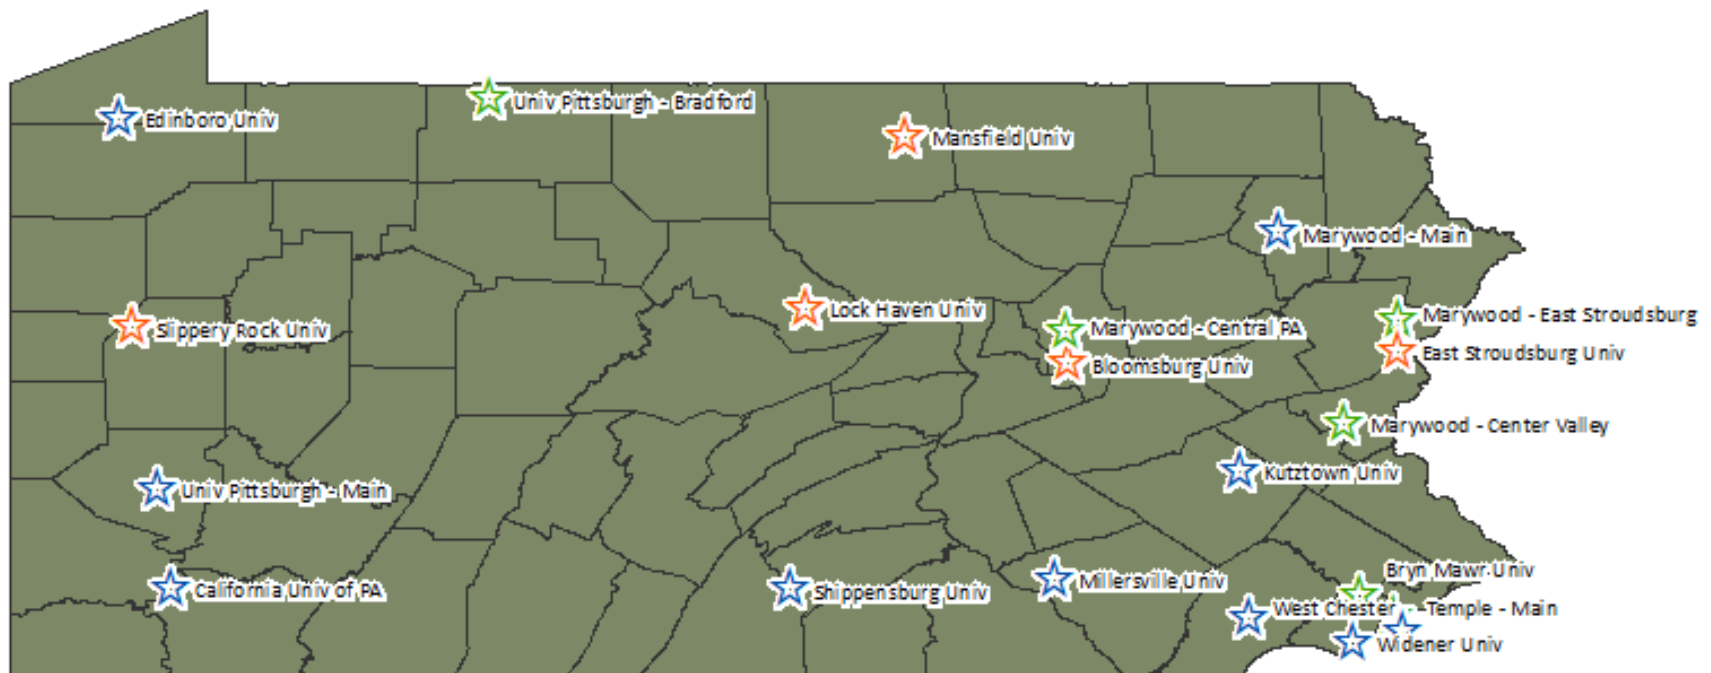 Univ Pittsburgh - Bradford
Edinboro Univ
Mansfield Univ
Marywood - Main
Lock Haven Univ
Marywood - East Stroudsburg
Slippery Rock Univ
Marywood - Central PA
East Stroudsburg Univ
Bloomsburg Univ
Marywood - Center Valley
Kutztown Univ
Univ Pittsburgh - Main
Bryn Mawr Univ
Millersville Univ
California Univ of PA
Shippensburg Univ
West Chester
Temple - Main
Widener Univ